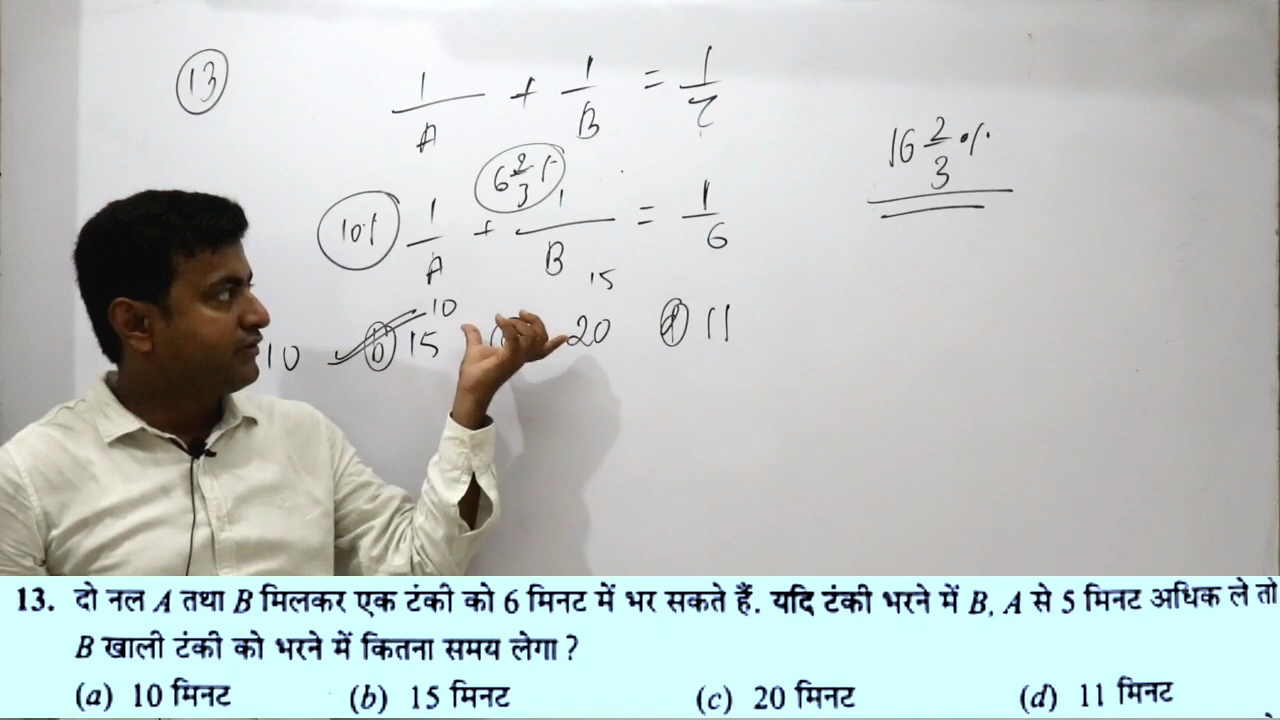 13
1/A + 1/B = 1/T
16 2/3 %
6 2/3 %
10% 1/A + 1/B = 1/6
15
10
10 (b) 15 20 (d) 11
13. दो नल A तथा B मिलकर एक टंकी को 6 मिनट में भर सकते हैं. यदि टंकी भरने में B, A से 5 मिनट अधिक ले तो
B खाली टंकी को भरने में कितना समय लेगा ?
(a) 10 मिनट (b) 15 मिनट (c) 20 मिनट (d) 11 मिनट